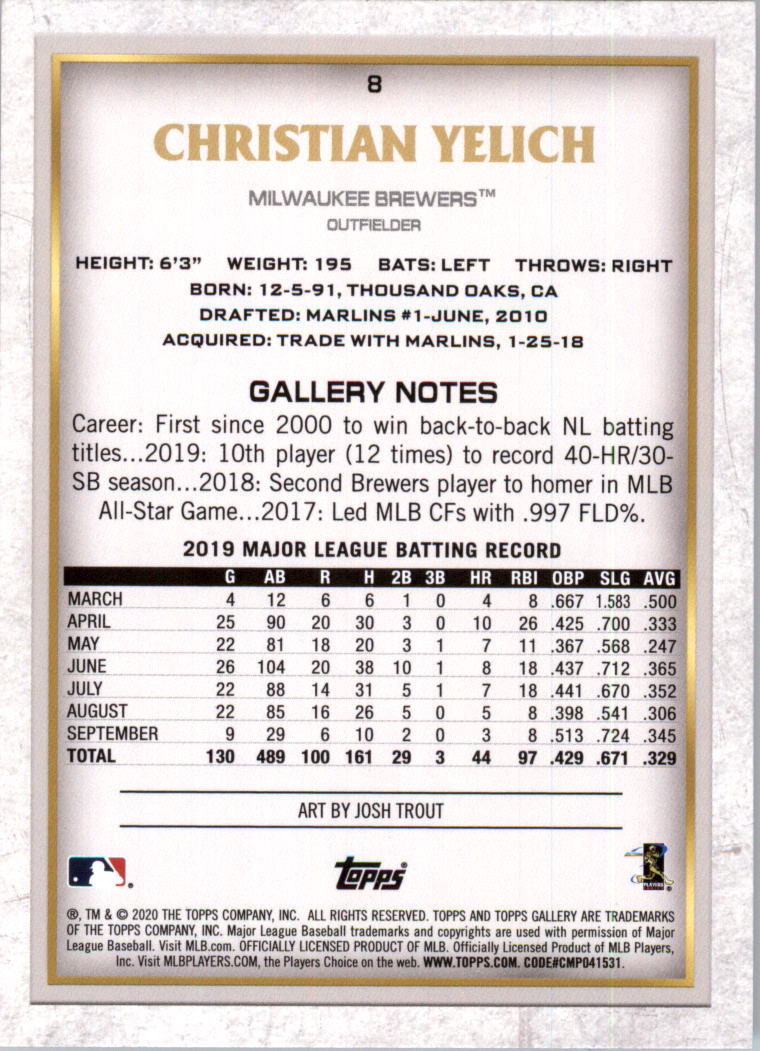 8
CHRISTIAN YELICH
MILWAUKEE BREWERS™
OUTFIELDER
HEIGHT: 6'3" WEIGHT: 195 BATS: LEFT THROWS: RIGHT
BORN: 12-5-91, THOUSAND OAKS, CA
DRAFTED: MARLINS #1-JUNE, 2010
ACQUIRED: TRADE WITH MARLINS, 1-25-18
GALLERY NOTES
Career: First since 2000 to win back-to-back NL batting
titles...2019: 10th player (12 times) to record 40-HR/30-
SB season...2018: Second Brewers player to homer in MLB
All-Star Game...2017: Led MLB CFs with .997 FLD%.
2019 MAJOR LEAGUE BATTING RECORD
G AB R H 2B 3B HR RBI OBP SLG AVG
MARCH 4 12 6 6 1 0 4 8 .667 1.583 .500
APRIL 25 90 20 30 3 0 10 26 .425 .700 .333
MAY 22 81 18 20 3 1 7 11 .367 .568 .247
JUNE 26 104 20 38 10 1 8 18 .437 .712 .365
JULY 22 88 14 31 5 1 7 18 .441 .670 .352
AUGUST 22 85 16 26 5 0 5 8 .398 .541 .306
SEPTEMBER 9 29 6 10 2 0 3 8 .513 .724 .345
TOTAL 130 489 100 161 29 3 44 97 .429 .671 .329
ART BY JOSH TROUT
Topps®
PLAYERS
®, TM & © 2020 THE TOPPS COMPANY, INC. ALL RIGHTS RESERVED. TOPPS AND TOPPS GALLERY ARE TRADEMARKS
OF THE TOPPS COMPANY, INC. Major League Baseball trademarks and copyrights are used with permission of Major
League Baseball. Visit MLB.com. OFFICIALLY LICENSED PRODUCT OF MLB. Officially Licensed Product of MLB Players,
Inc. Visit MLBPLAYERS.COM, the Players Choice on the web. WWW.TOPPS.COM. CODE#CMP041531.